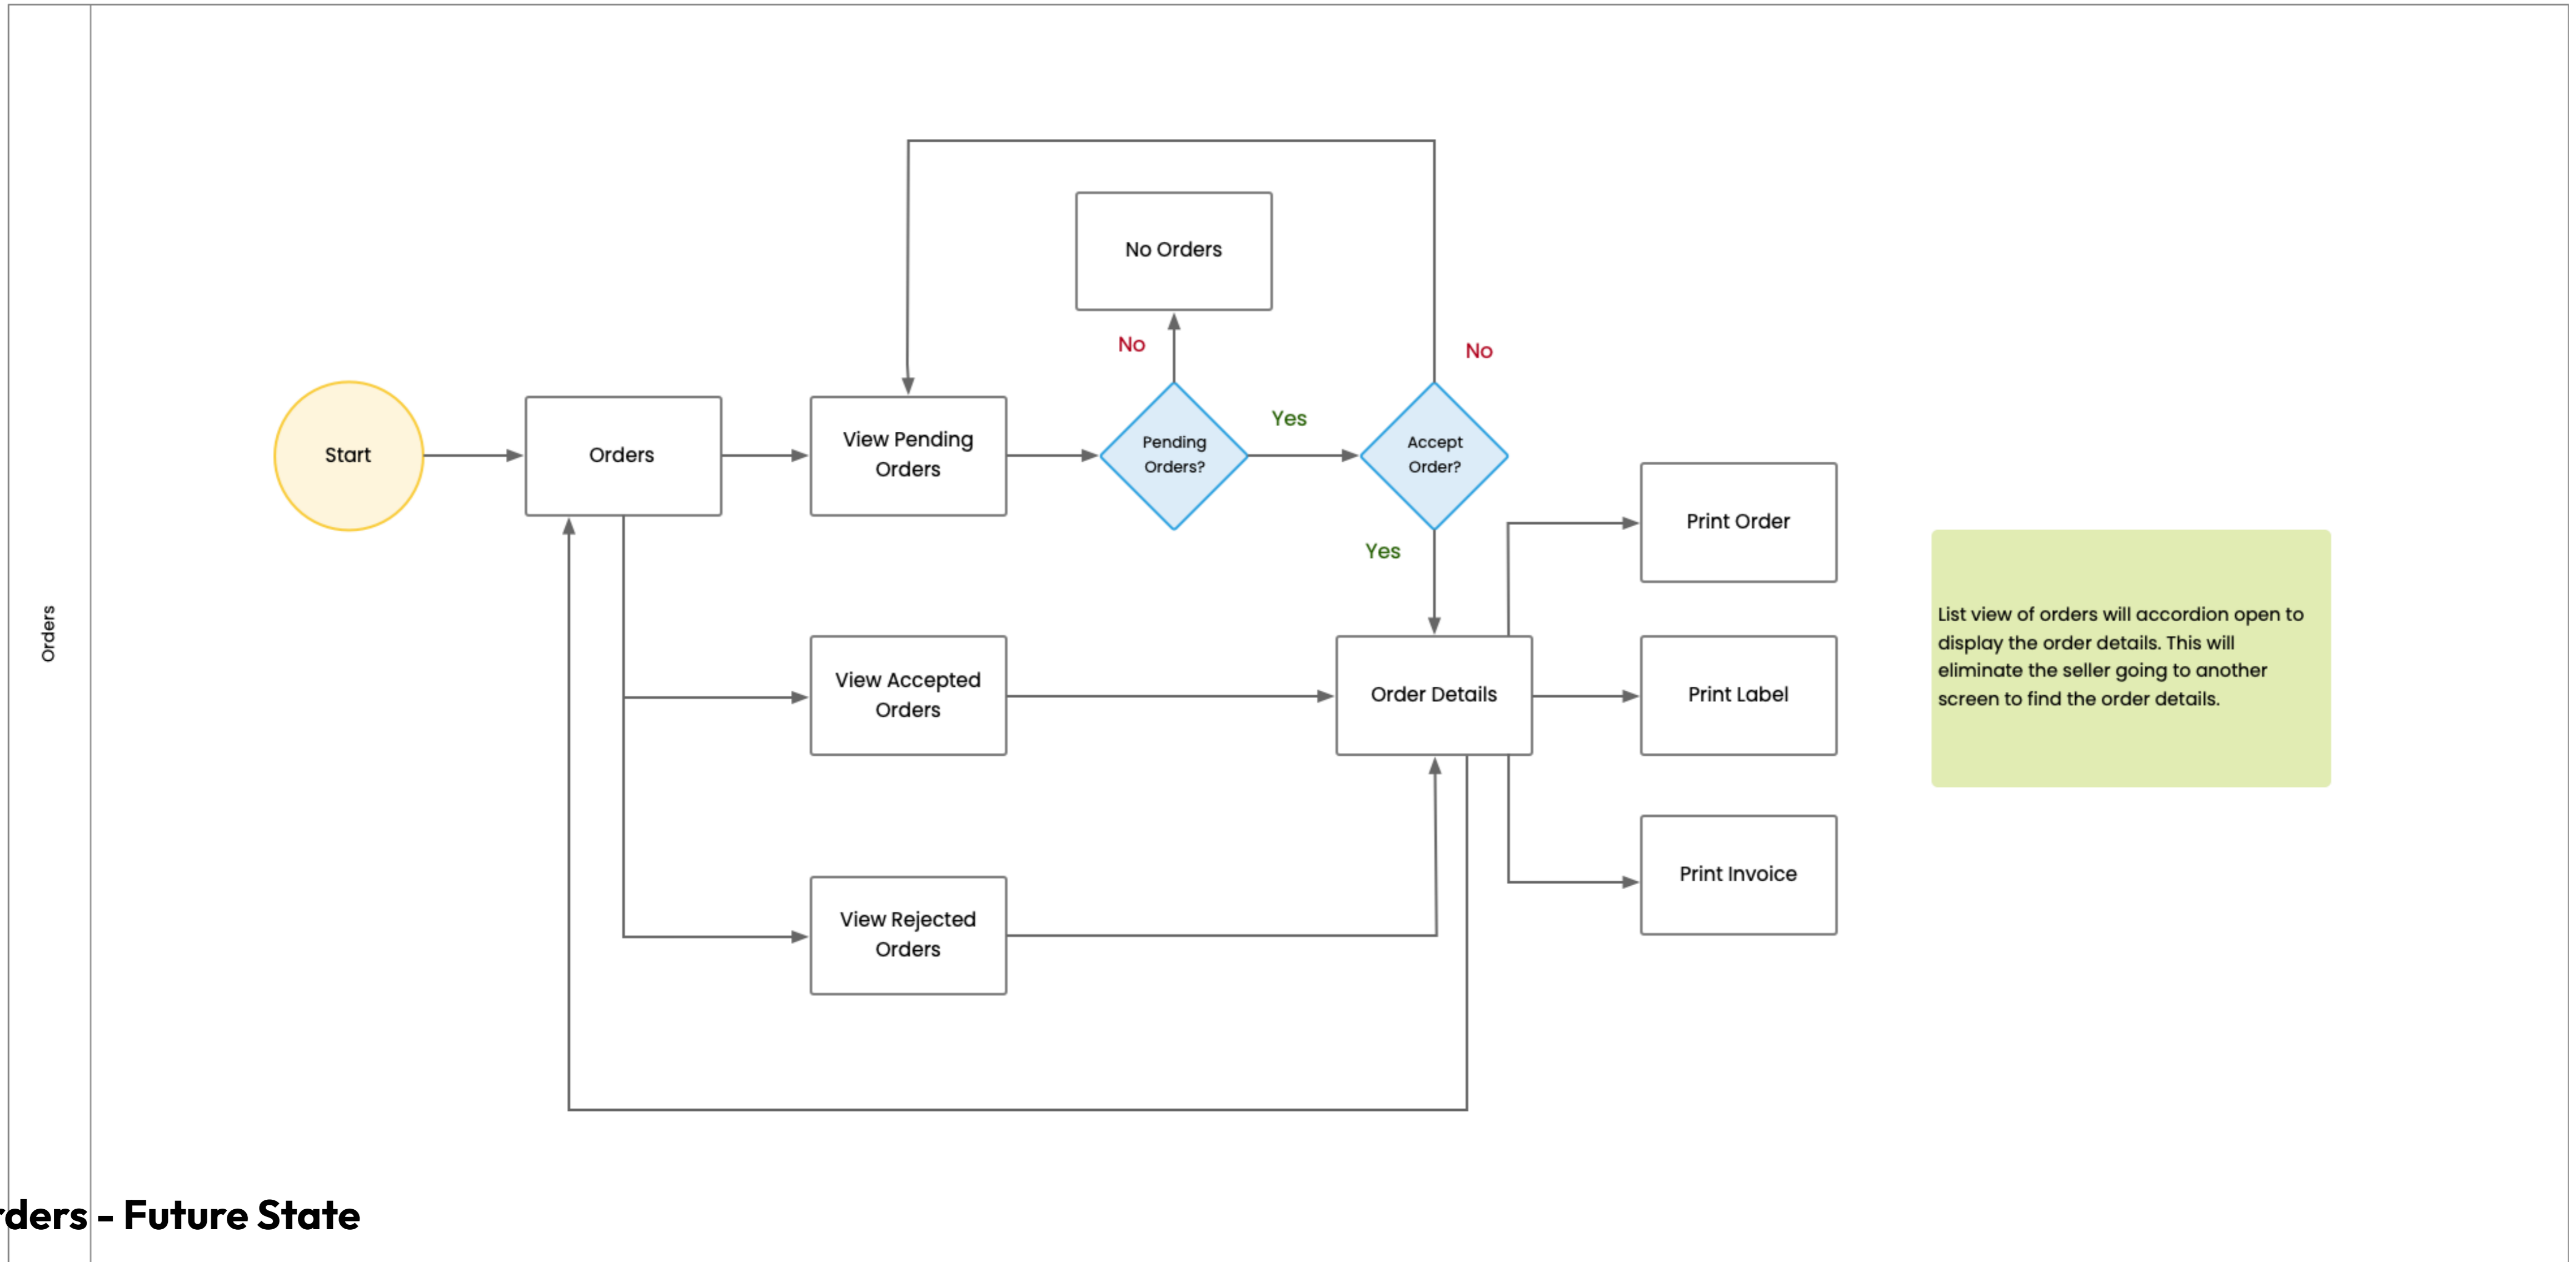 Orders
Start
Orders
View Pending
Orders
Pending
Orders?
No
No Orders
Yes
Accept
Order?
No
Yes
View Accepted
Orders
Order Details
View Rejected
Orders
Print Order
Print Label
Print Invoice
List view of orders will accordion open to
display the order details. This will
eliminate the seller going to another
screen to find the order details.
rders - Future State